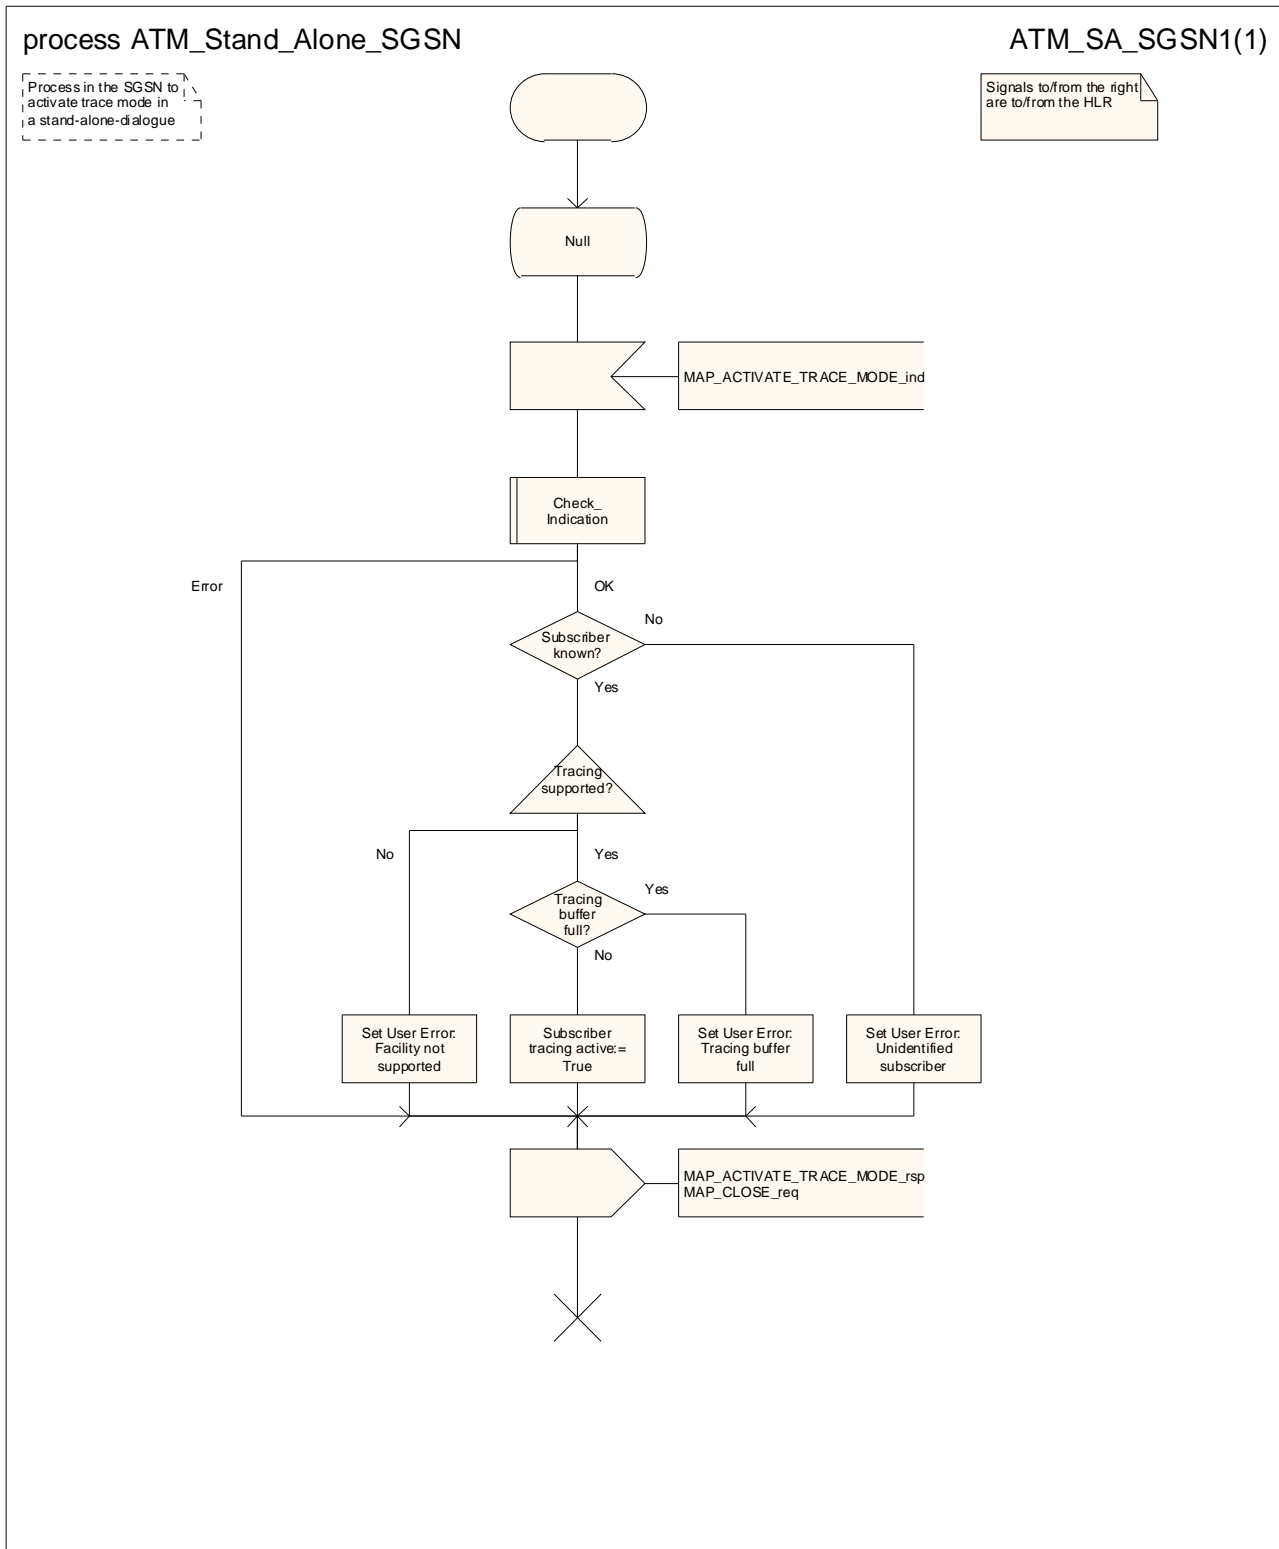 process ATM_Stand_Alone_SGSN
ATM_SA_SGSN1(1)
Process in the SGSN to
activate trace mode in
a stand-alone-dialogue
Signals to/from the right
are to/from the HLR
Null
MAP_ACTIVATE_TRACE_MODE_ind
Check_
Indication
Error
OK
No
Subscriber
known?
Yes
Tracing
supported?
No
Yes
Yes
Tracing
buffer
full?
No
Set User Error:
Facility not
supported
Subscriber
tracing active:=
True
Set User Error:
Tracing buffer
full
Set User Error:
Unidentified
subscriber
MAP_ACTIVATE_TRACE_MODE_rsp
MAP_CLOSE_req